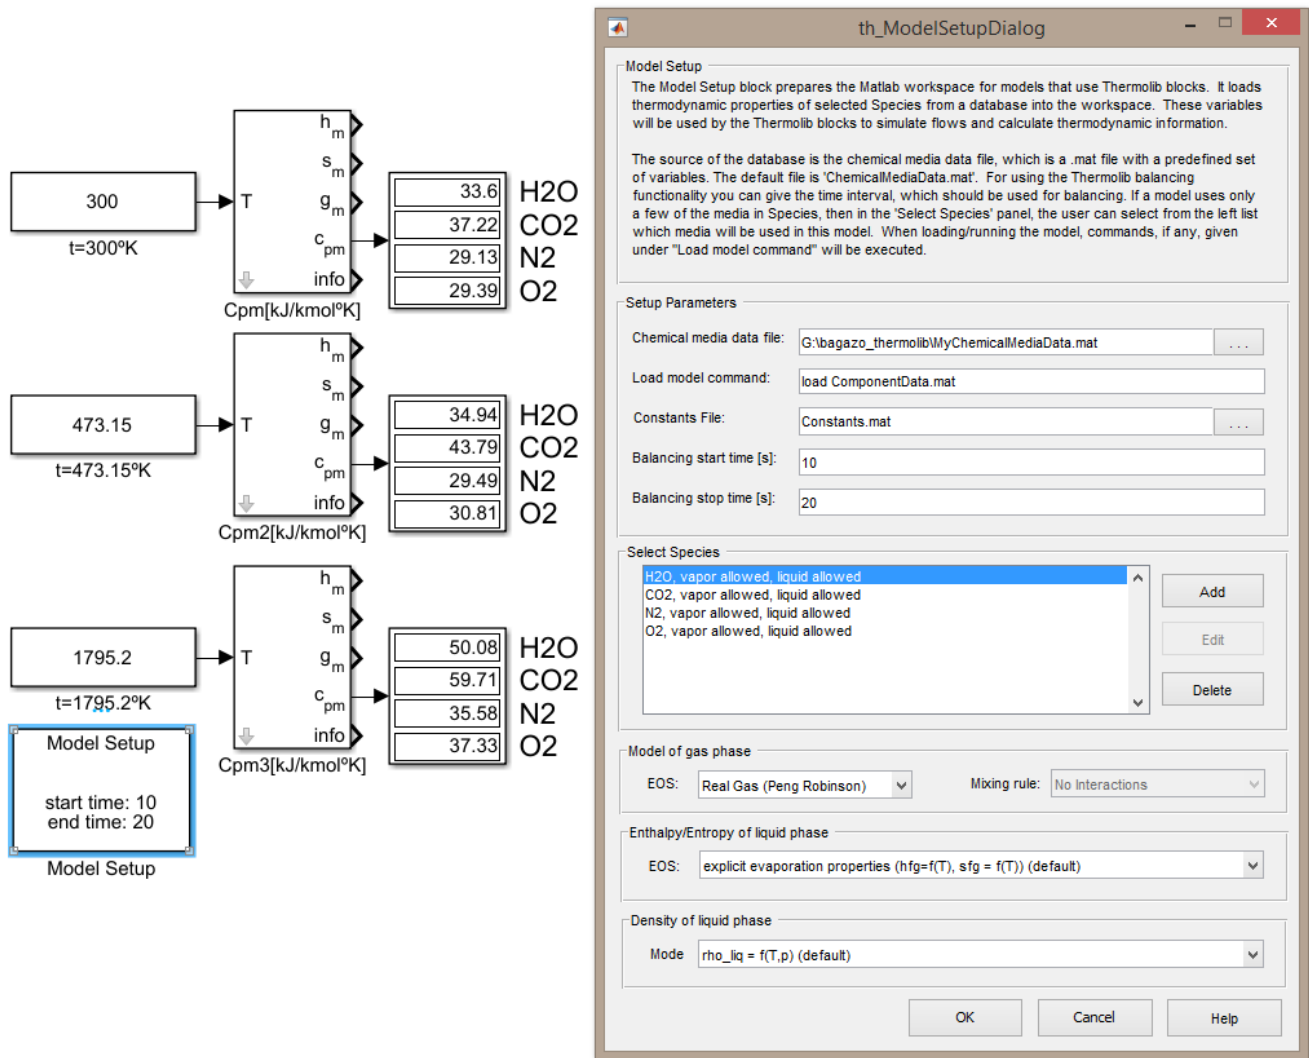 300
t=300ºK
T
h m
s m
g m
c pm
info
Cpm[kJ/kmolºK]
33.6 H2O
37.22 CO2
29.13 N2
29.39 O2
473.15
t=473.15ºK
T
h m
s m
g m
c pm
info
Cpm2[kJ/kmolºK]
34.94 H2O
43.79 CO2
29.49 N2
30.81 O2
1795.2
t=1795.2ºK
T
h m
s m
g m
c pm
info
Cpm3[kJ/kmolºK]
50.08 H2O
59.71 CO2
35.58 N2
37.33 O2
Model Setup
start time: 10
end time: 20
Model Setup
th_ModelSetupDialog
Model Setup
The Model Setup block prepares the Matlab workspace for models that use Thermolib blocks. It loads
thermodynamic properties of selected Species from a database into the workspace. These variables
will be used by the Thermolib blocks to simulate flows and calculate thermodynamic information.
The source of the database is the chemical media data file, which is a .mat file with a predefined set
of variables. The default file is 'ChemicalMediaData.mat'. For using the Thermolib balancing
functionality you can give the time interval, which should be used for balancing. If a model uses only
a few of the media in Species, then in the 'Select Species' panel, the user can select from the left list
which media will be used in this model. When loading/running the model, commands, if any, given
under "Load model command" will be executed.
Setup Parameters
Chemical media data file: G:\bagazo_thermolib\MyChemicalMediaData.mat ...
Load model command: load ComponentData.mat
Constants File: Constants.mat ...
Balancing start time [s]: 10
Balancing stop time [s]: 20
Select Species
H2O, vapor allowed, liquid allowed
CO2, vapor allowed, liquid allowed
N2, vapor allowed, liquid allowed
O2, vapor allowed, liquid allowed
Add
Edit
Delete
Model of gas phase
EOS: Real Gas (Peng Robinson) Mixing rule: No Interactions
Enthalpy/Entropy of liquid phase
EOS: explicit evaporation properties (hfg=f(T), sfg = f(T)) (default)
Density of liquid phase
Mode rho_liq = f(T,p) (default)
OK Cancel Help